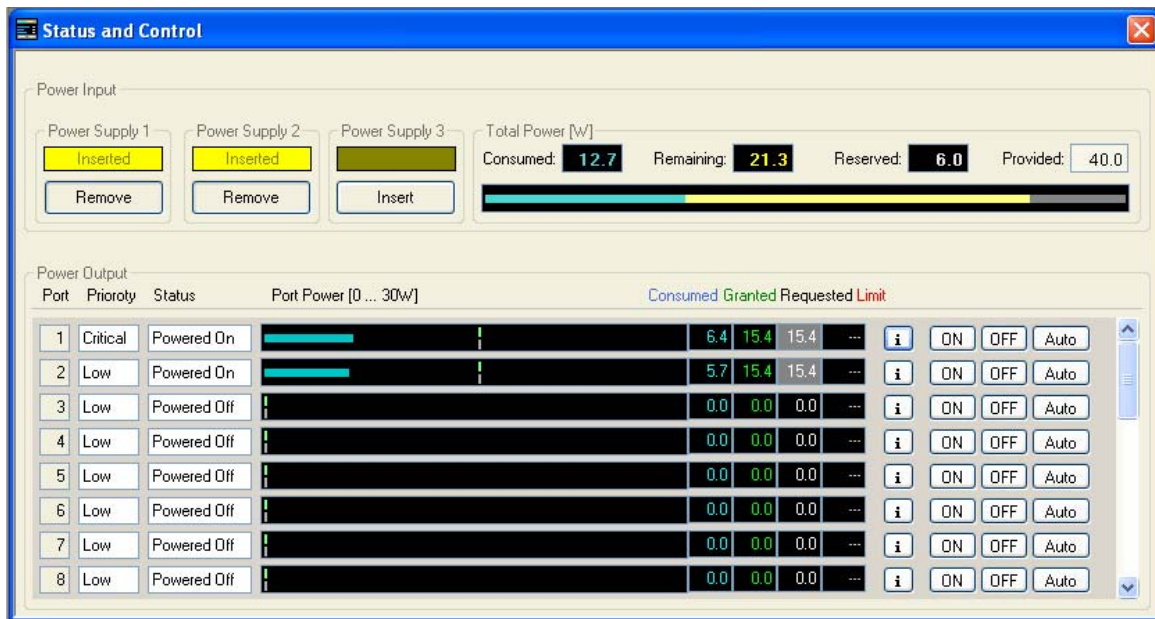 Status and Control
Power Input
Power Supply 1 Power Supply 2 Power Supply 3 Total Power [W]
Inserted Inserted Consumed: 12.7 Remaining: 21.3 Reserved: 6.0 Provided: 40.0
Remove Remove Insert
Power Output
Port Prioroty Status Port Power [0 ... 30W] Consumed Granted Requested Limit
1 Critical Powered On 6.4 15.4 15.4 --- i ON OFF Auto
2 Low Powered On 5.7 15.4 15.4 --- i ON OFF Auto
3 Low Powered Off 0.0 0.0 0.0 --- i ON OFF Auto
4 Low Powered Off 0.0 0.0 0.0 --- i ON OFF Auto
5 Low Powered Off 0.0 0.0 0.0 --- i ON OFF Auto
6 Low Powered Off 0.0 0.0 0.0 --- i ON OFF Auto
7 Low Powered Off 0.0 0.0 0.0 --- i ON OFF Auto
8 Low Powered Off 0.0 0.0 0.0 --- i ON OFF Auto